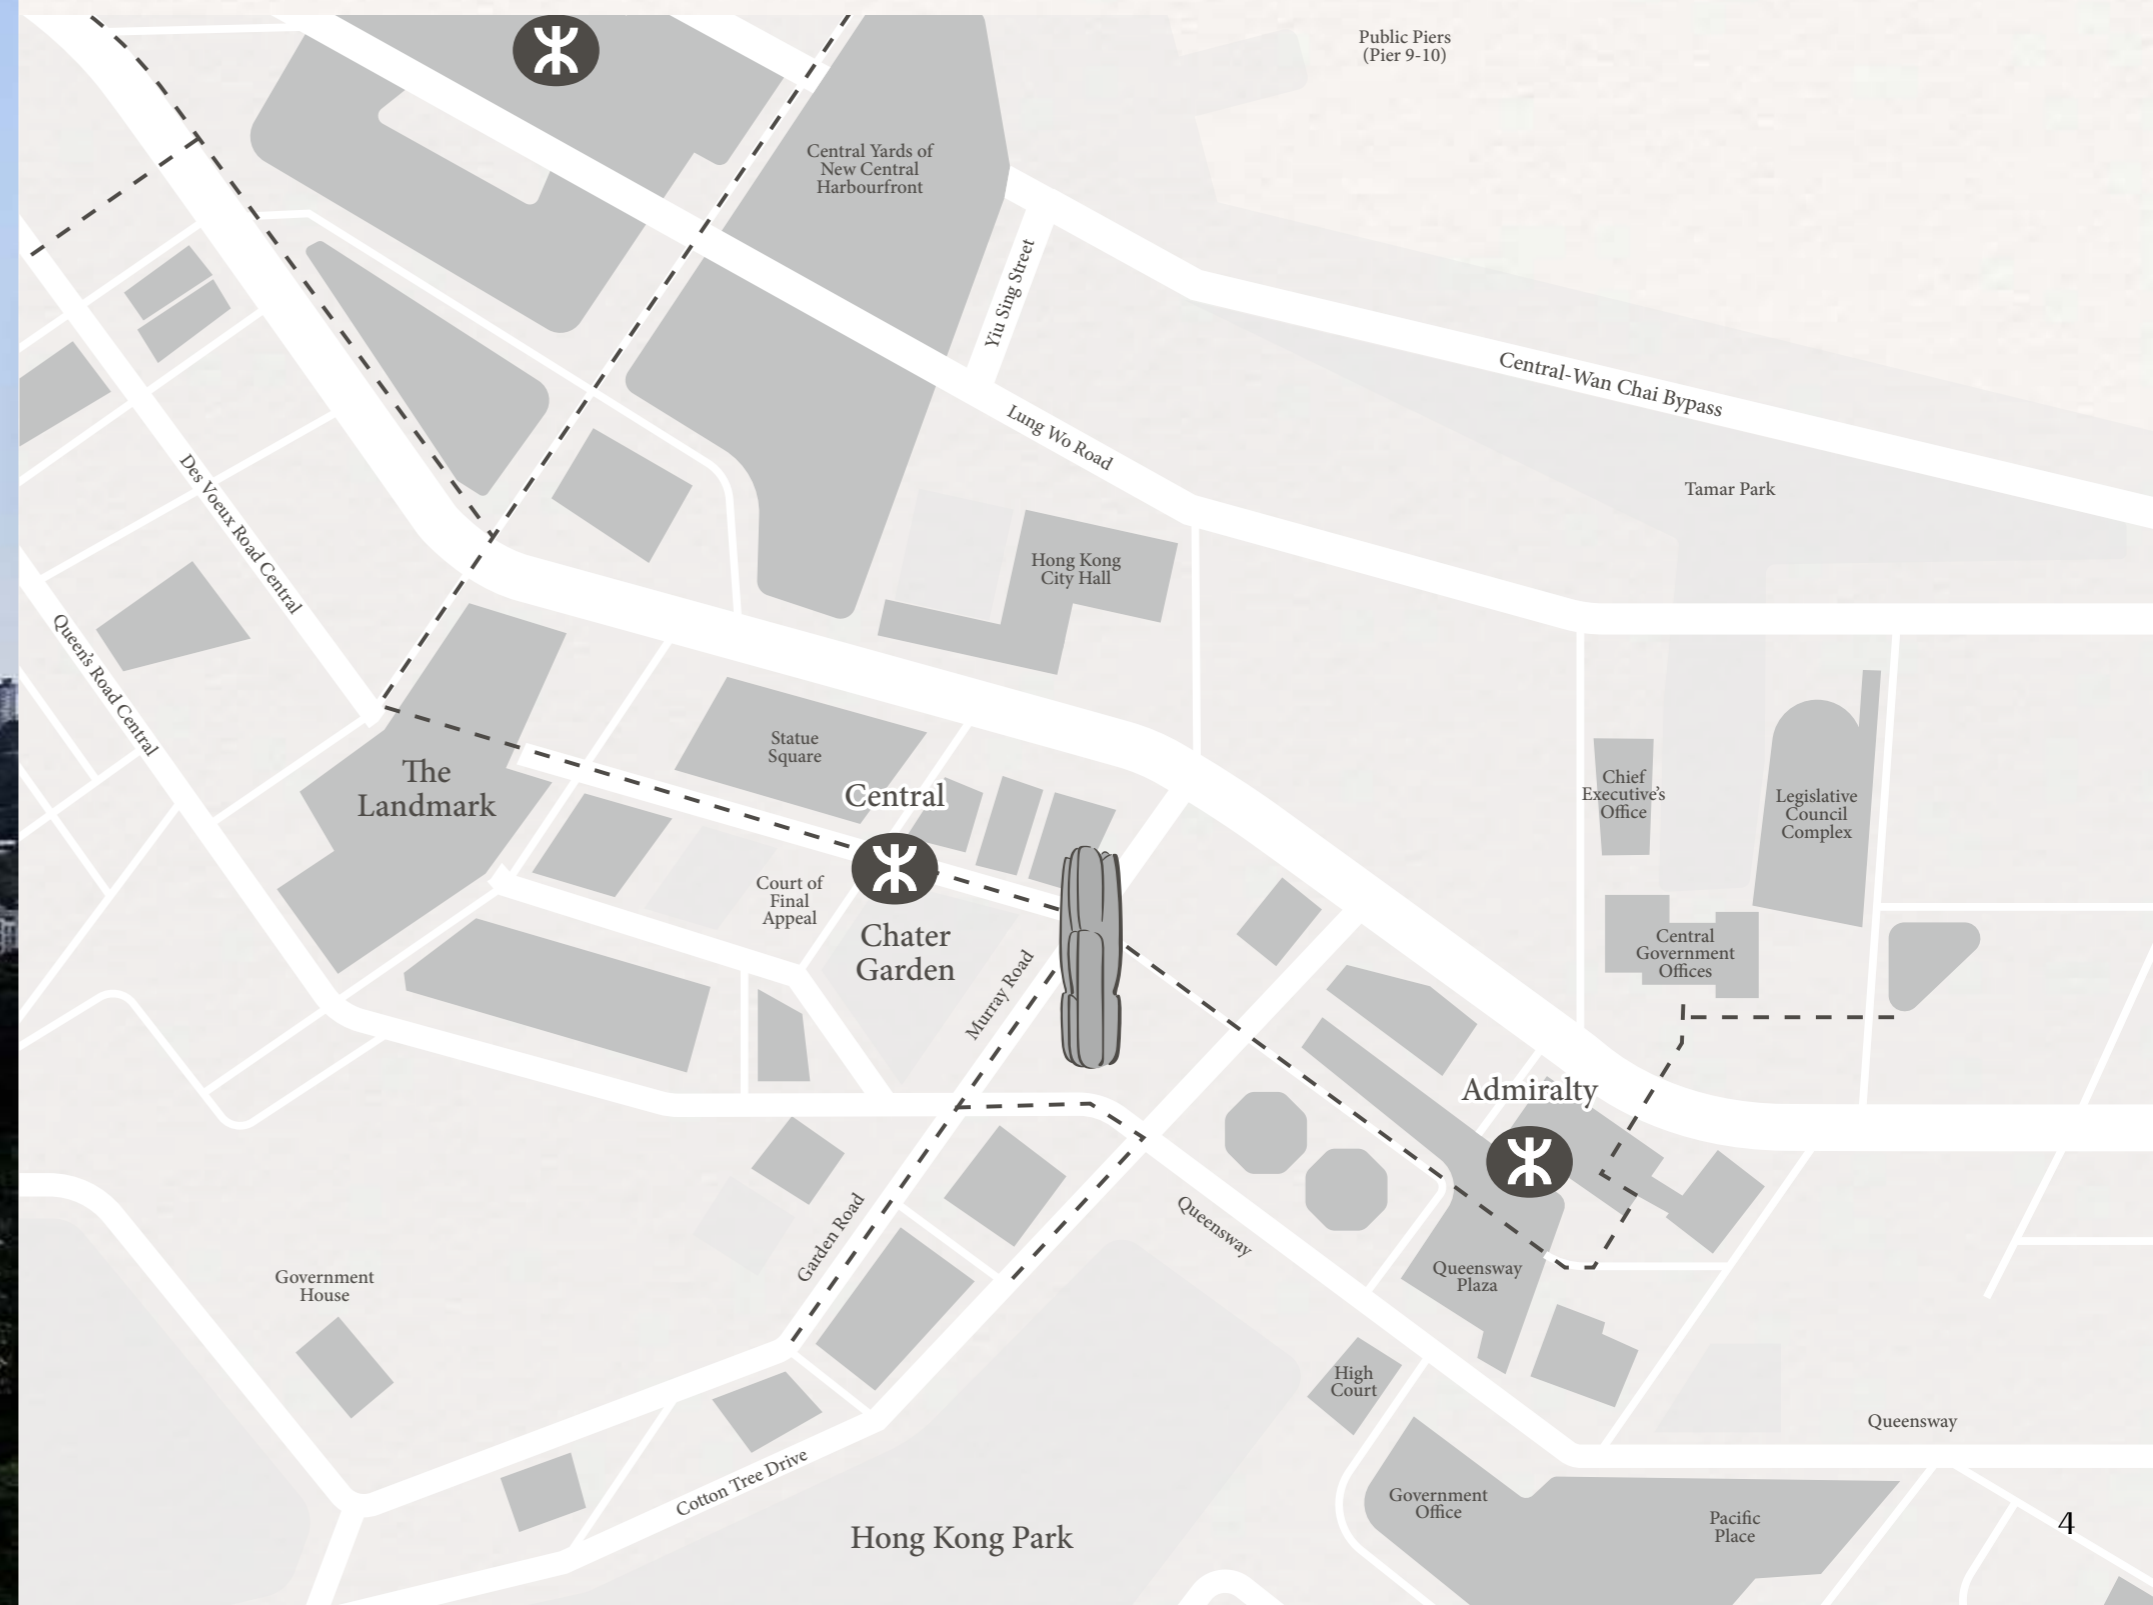 Public Piers
(Pier 9-10)
Central Yards of
New Central
Harbourfront
Yiu Sing Street
Central-Wan Chai Bypass
Lung Wo Road
Tamar Park
Des Voeux Road Central
Hong Kong
City Hall
Queen's Road Central
Statue
Square
The
Landmark
Central
Chief
Executive's
Office
Legislative
Council
Complex
Court of
Final
Appeal
Chater
Garden
Murray Road
Central
Government
Offices
Admiralty
Garden Road
Queensway
Government
House
Queensway
Plaza
High
Court
Queensway
Cotton Tree Drive
Government
Office
Pacific
Place
4
Hong Kong Park